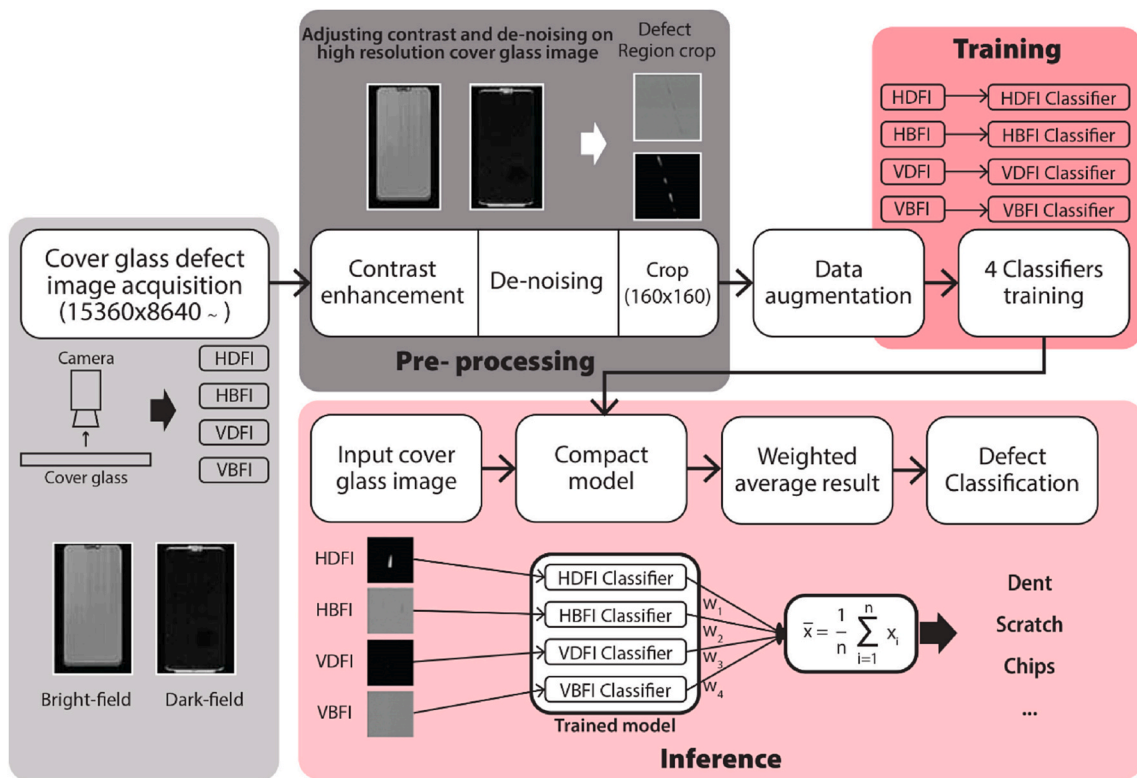 Adjusting contrast and de-noising on
high resolution cover glass image
Defect
Region crop
Training
HDFI
HDFI Classifier
HBFI
HBFI Classifier
VDFI
VDFI Classifier
VBFI
VBFI Classifier
Cover glass defect
image acquisition
(15360x8640 ~ )
Contrast
enhancement
De-noising
Crop
(160x160)
Data
augmentation
4 Classifiers
training
Pre- processing
Camera
Cover glass
HDFI
HBFI
VDFI
VBFI
Bright-field
Dark-field
Input cover
glass image
Compact
model
Weighted
average result
Defect
Classification
HDFI
HBFI
VDFI
VBFI
HDFI Classifier
HBFI Classifier
VDFI Classifier
VBFI Classifier
Trained model
W₁
W₂
W₃
W₄
x̅ = 1/n ∑ᵢ₌₁ⁿ xᵢ
Dent
Scratch
Chips
...
Inference